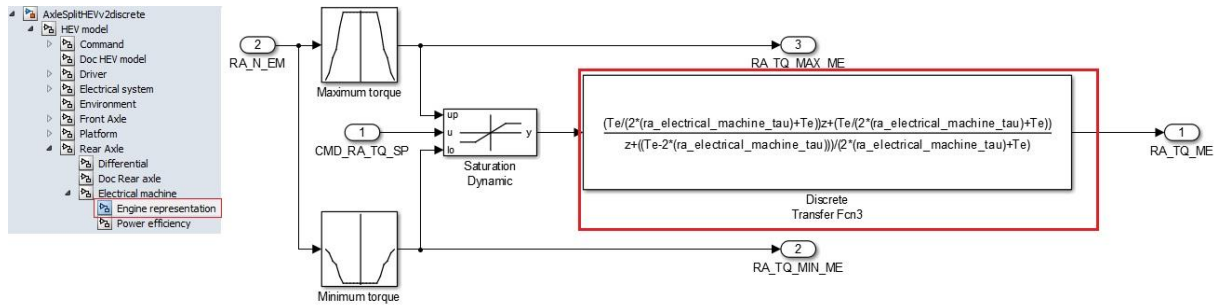 AxleSplitHEVv2discrete
HEV model
Command
Doc HEV model
Driver
Electrical system
Environment
Front Axle
Platform
Rear Axle
Differential
Doc Rear axle
Electrical machine
Engine representation
Power efficiency
2
RA_N_EM
Maximum torque
3
RA_TQ_MAX_ME
1
CMD_RA_TQ_SP
up
u
lo
y
Saturation
Dynamic
(Te/(2*(ra_electrical_machine_tau)+Te))z+(Te/(2*(ra_electrical_machine_tau)+Te))
z+((Te-2*(ra_electrical_machine_tau)))/(2*(ra_electrical_machine_tau)+Te)
Discrete
Transfer Fcn3
1
RA_TQ_ME
2
RA_TQ_MIN_ME
Minimum torque